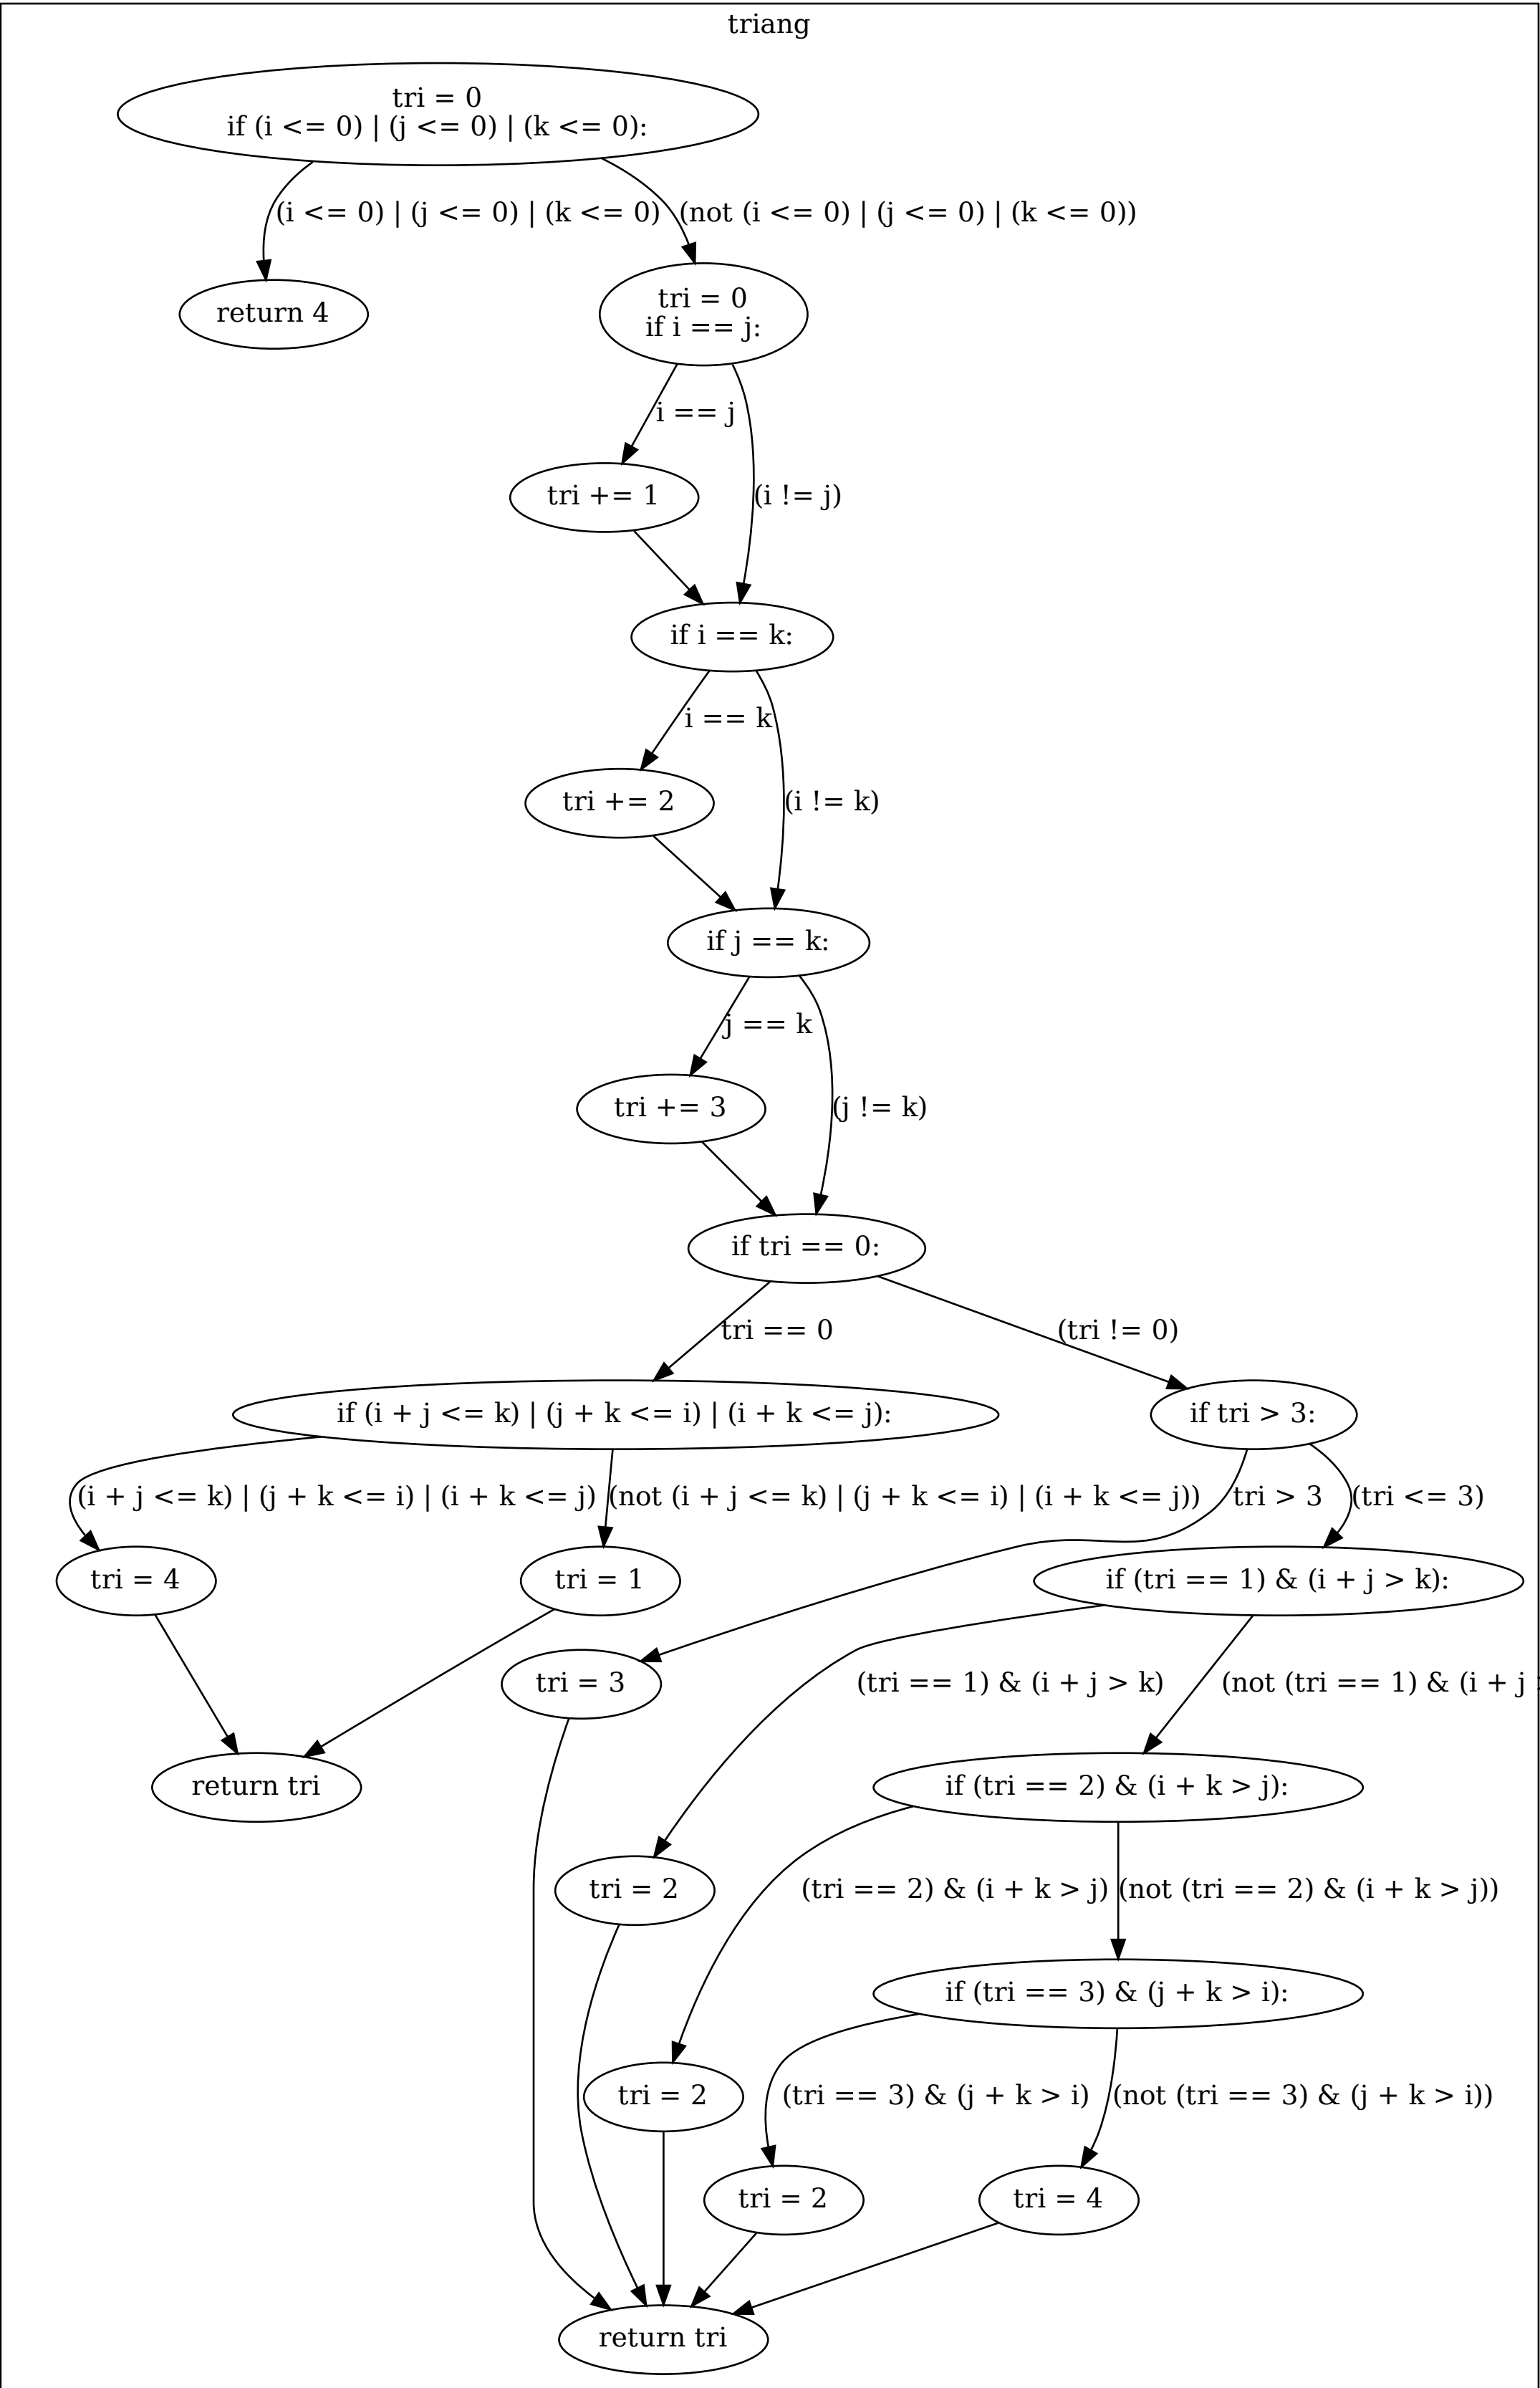 triang
tri = 0
if (i <= 0) | (j <= 0) | (k <= 0):
(i <= 0) | (j <= 0) | (k <= 0)
(not (i <= 0) | (j <= 0) | (k <= 0))
return 4
tri = 0
if i == j:
i == j
tri += 1
(i != j)
if i == k:
i == k
tri += 2
(i != k)
if j == k:
j == k
tri += 3
(j != k)
if tri == 0:
tri == 0
(tri != 0)
if (i + j <= k) | (j + k <= i) | (i + k <= j):
if tri > 3:
(i + j <= k) | (j + k <= i) | (i + k <= j)
(not (i + j <= k) | (j + k <= i) | (i + k <= j))
tri > 3
(tri <= 3)
tri = 4
tri = 1
if (tri == 1) & (i + j > k):
tri = 3
(tri == 1) & (i + j > k)
(not (tri == 1) & (i + j
return tri
if (tri == 2) & (i + k > j):
tri = 2
(tri == 2) & (i + k > j)
(not (tri == 2) & (i + k > j))
if (tri == 3) & (j + k > i):
tri = 2
(tri == 3) & (j + k > i)
(not (tri == 3) & (j + k > i))
tri = 2
tri = 4
return tri